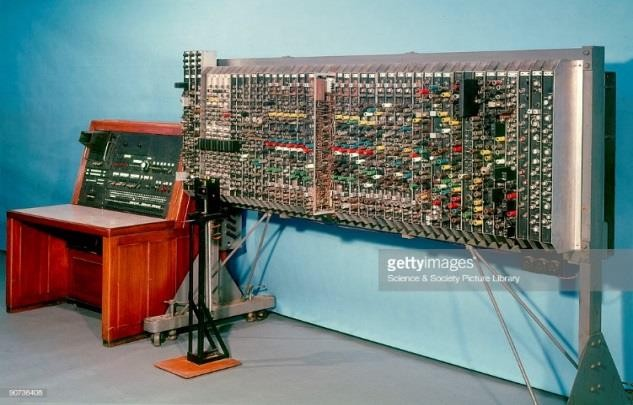 gettyimages
Science & Society Picture Library
90736408